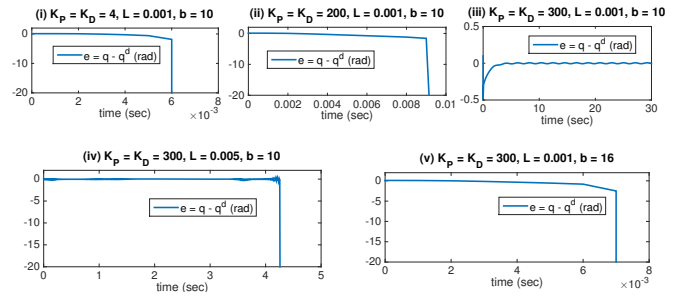 (i) K_P = K_D = 4, L = 0.001, b = 10
0
-10
-20
e = q - q^d (rad)
0 2 4 6 8
time (sec) ×10^-3
(ii) K_P = K_D = 200, L = 0.001, b = 10
0
-10
-20
e = q - q^d (rad)
0 0.002 0.004 0.006 0.008 0.01
time (sec)
(iii) K_P = K_D = 300, L = 0.001, b = 10
0.5
e = q - q^d (rad)
0
-0.5
0 10 20 30
time (sec)
(iv) K_P = K_D = 300, L = 0.005, b = 10
0
-5
-10
-15
-20
e = q - q^d (rad)
0 1 2 3 4 5
time (sec)
(v) K_P = K_D = 300, L = 0.001, b = 16
0
-5
-10
-15
-20
e = q - q^d (rad)
0 2 4 6 8
time (sec) ×10^-3